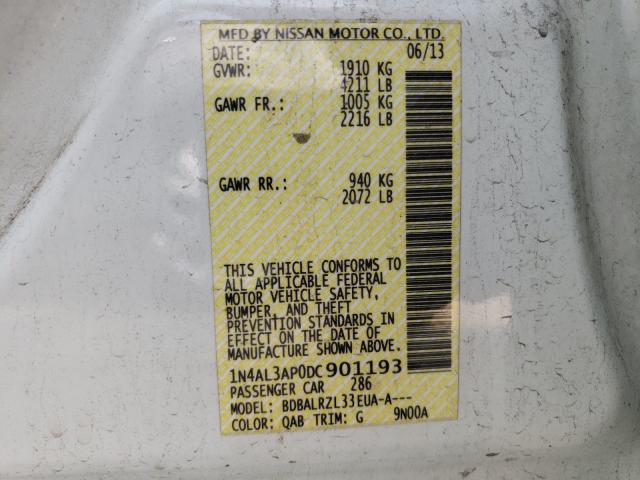 MFD BY NISSAN MOTOR CO., LTD.
DATE: 06/13
GVWR: 1910 KG
4211 LB
GAWR FR.: 1005 KG
2216 LB
GAWR RR.: 940 KG
2072 LB
THIS VEHICLE CONFORMS TO
ALL APPLICABLE FEDERAL
MOTOR VEHICLE SAFETY,
BUMPER, AND THEFT
PREVENTION STANDARDS IN
EFFECT ON THE DATE OF
MANUFACTURE SHOWN ABOVE.
1N4AL3AP0DC901193
PASSENGER CAR 286
MODEL: BDBALRZL33EUA-A---
COLOR: QAB TRIM: G 9N00A